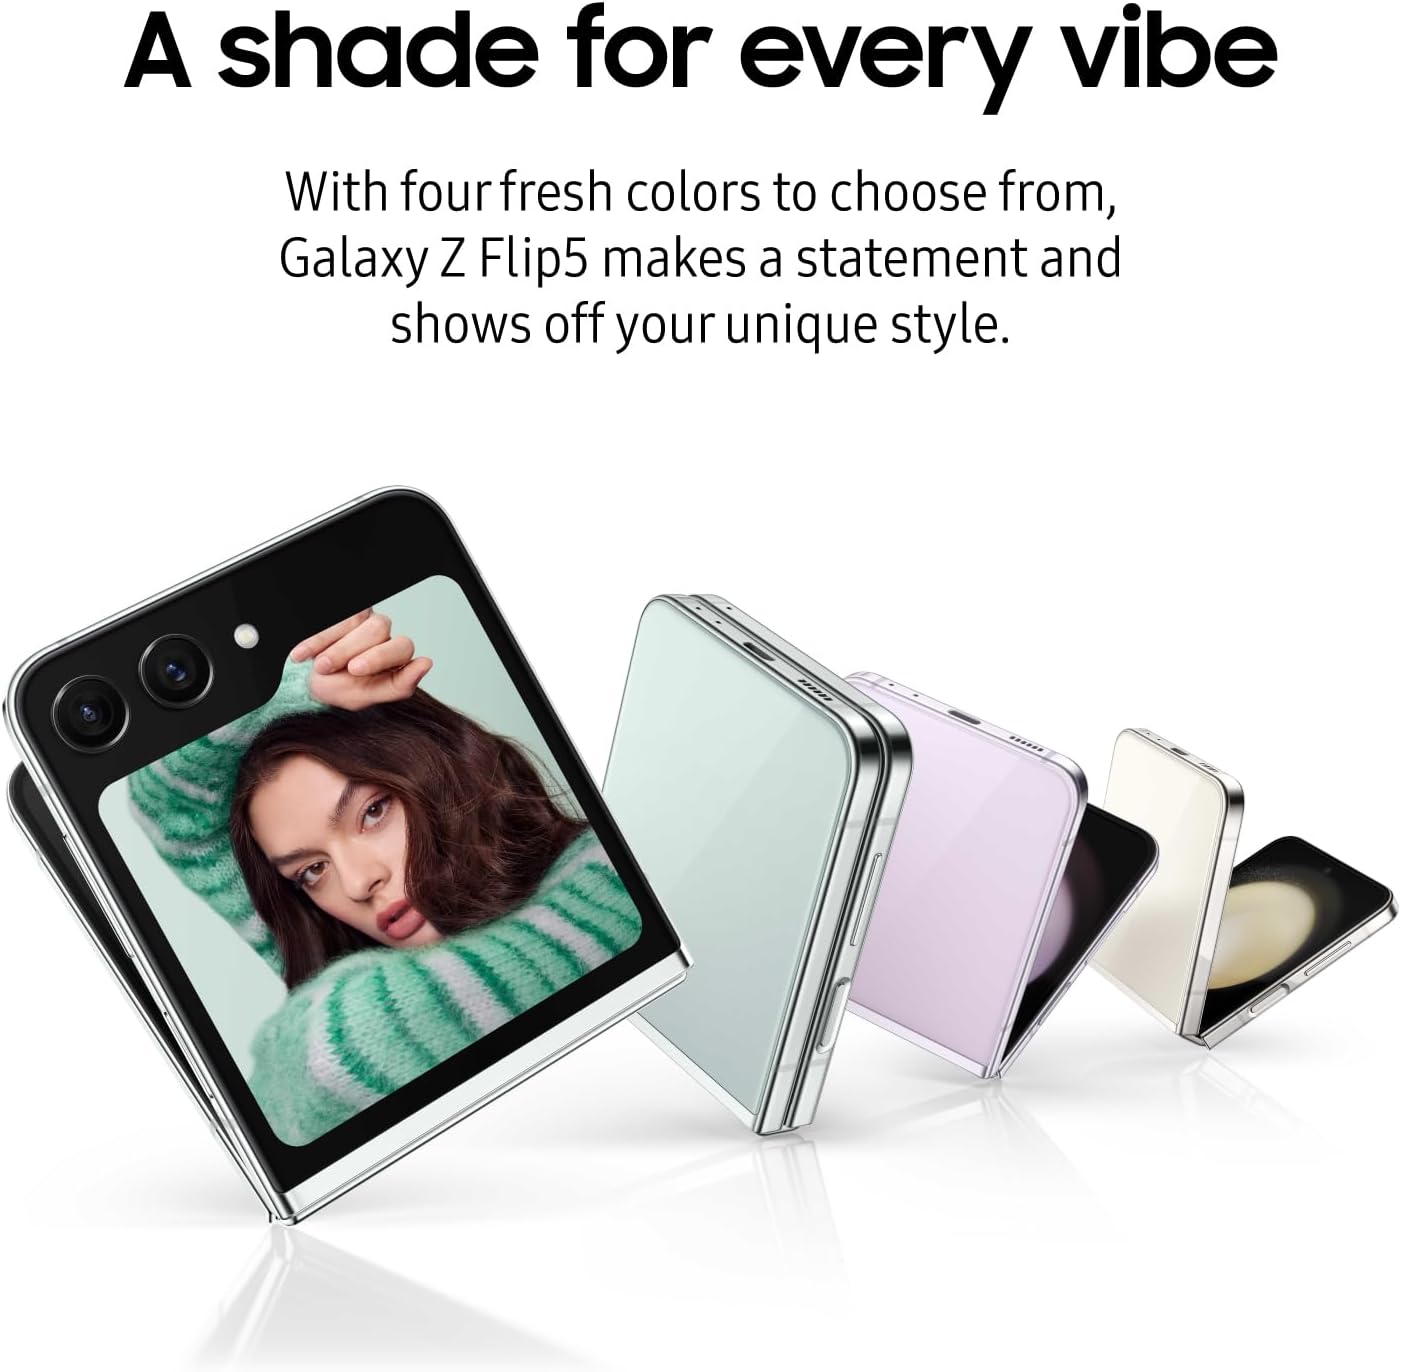 A shade for every vibe
With four fresh colors to choose from,
Galaxy Z Flip5 makes a statement and
shows off your unique style.